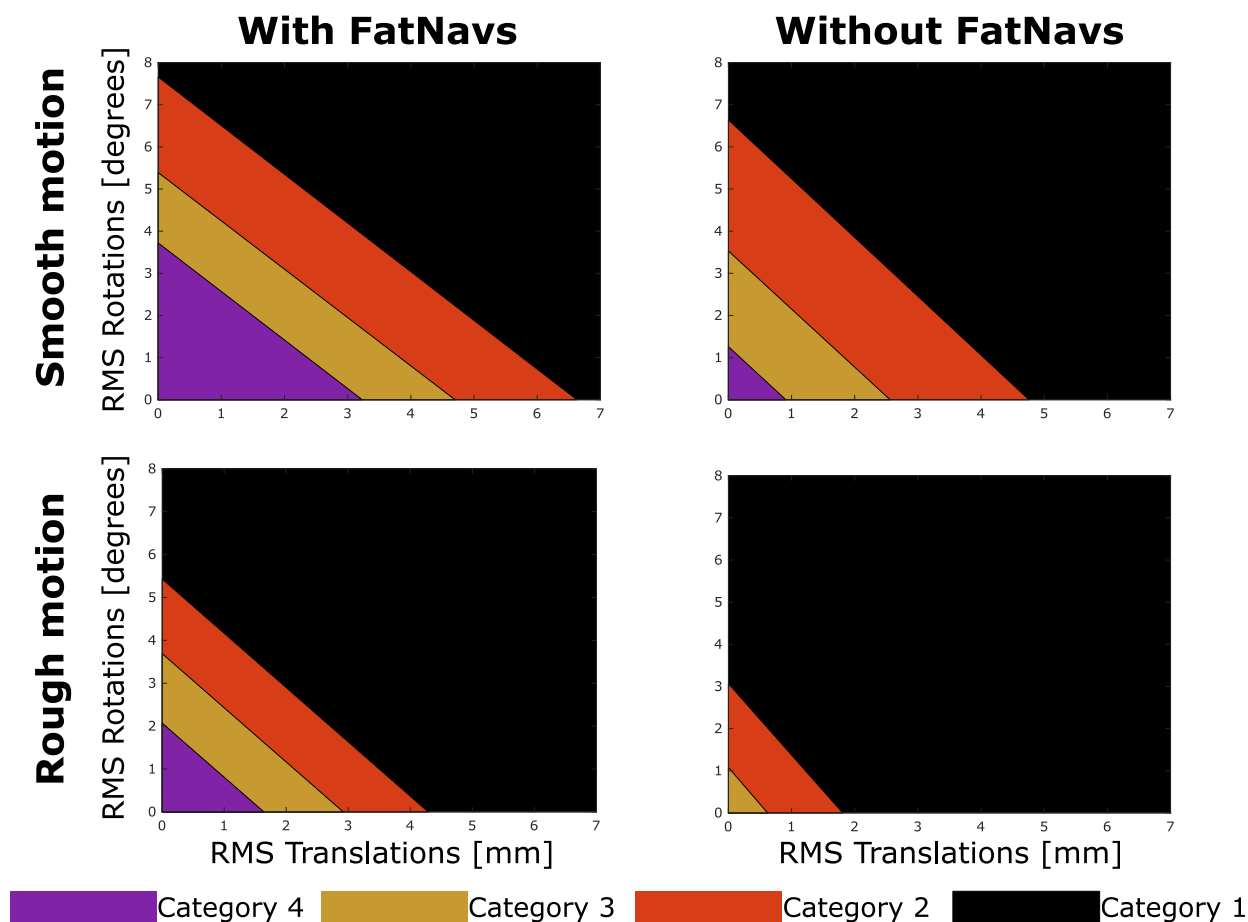 With FatNavs
Without FatNavs
Smooth motion
RMS Rotations [degrees]
8
7
6
5
4
3
2
1
0
0 1 2 3 4 5 6 7
8
7
6
5
4
3
2
1
0
0 1 2 3 4 5 6 7
Rough motion
RMS Rotations [degrees]
8
7
6
5
4
3
2
1
0
0 1 2 3 4 5 6 7
RMS Translations [mm]
8
7
6
5
4
3
2
1
0
0 1 2 3 4 5 6 7
RMS Translations [mm]
Category 4 Category 3 Category 2 Category 1